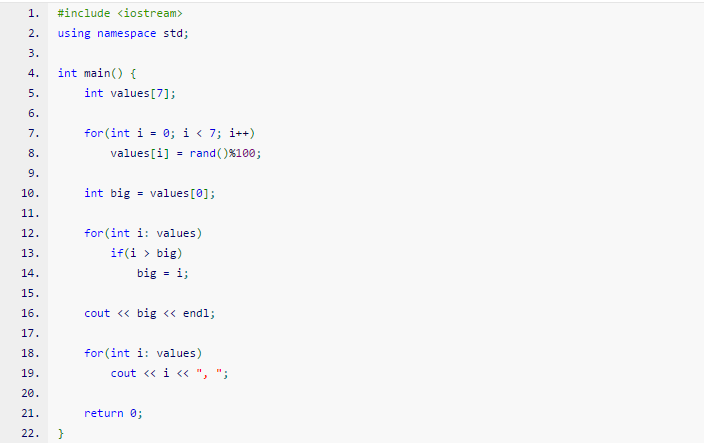 1. #include <iostream>
2. using namespace std;
3.
4. int main() {
5.     int values[7];
6.
7.     for(int i = 0; i < 7; i++)
8.         values[i] = rand()%100;
9.
10.     int big = values[0];
11.
12.     for(int i: values)
13.         if(i > big)
14.             big = i;
15.
16.     cout << big << endl;
17.
18.     for(int i: values)
19.         cout << i << ", ";
20.
21.     return 0;
22. }